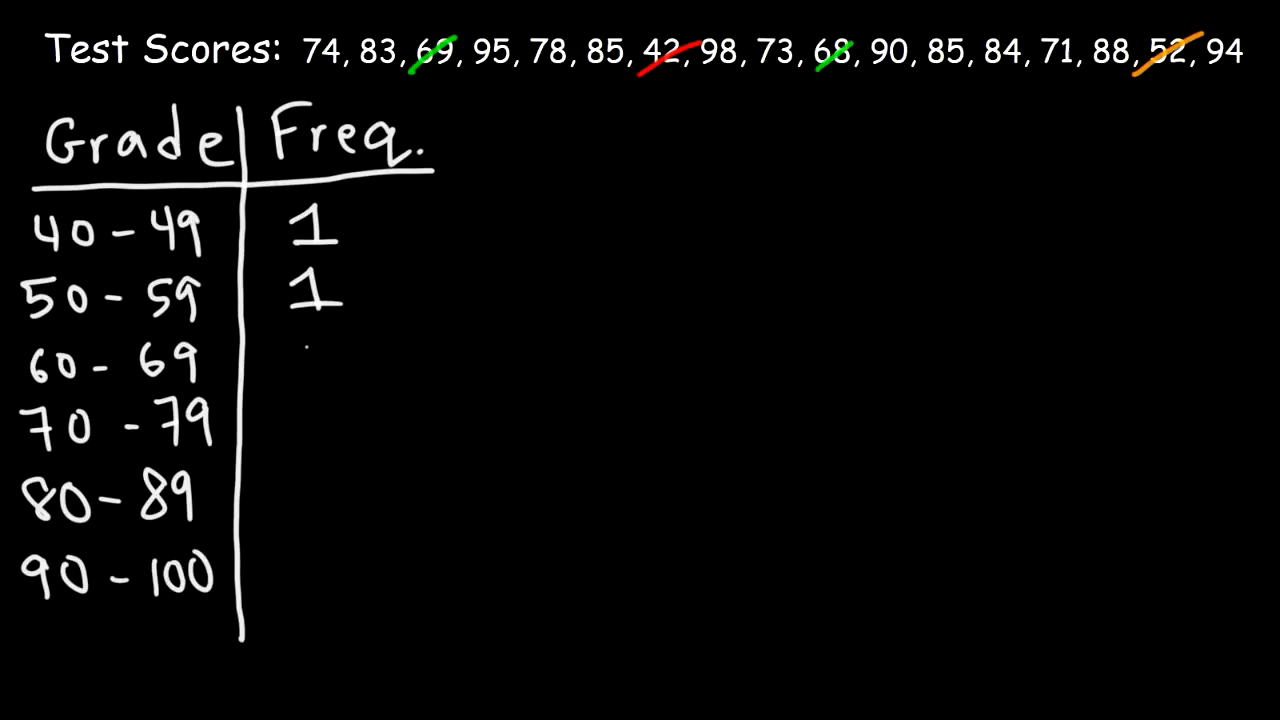 Test Scores: 74, 83, 69, 95, 78, 85, 42, 98, 73, 68, 90, 85, 84, 71, 88, 52, 94
Grade Freq.
40 - 49 1
50 - 59 1
60 - 69
70 - 79
80 - 89
90 - 100